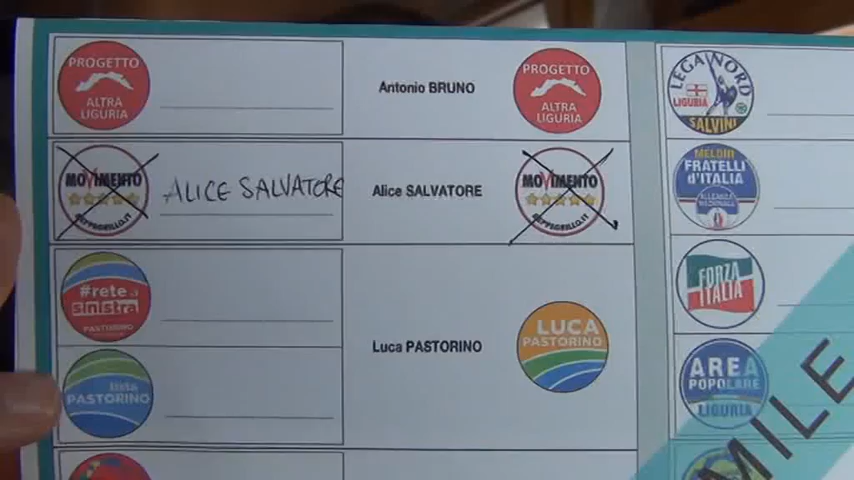 PROGETTO
ALTRA
LIGURIA
Antonio BRUNO
PROGETTO
ALTRA
LIGURIA
MOVIMENTO
BEPPEGRILLO.IT
ALICE SALVATORE
Alice SALVATORE
MOVIMENTO
BEPPEGRILLO.IT
#rete a
sinistra
PASTORINO
lista
PASTORINO
Luca PASTORINO
LUCA
PASTORINO
LEGA NORD
LIGURIA
SALVINI
MELONI
FRATELLI
d'ITALIA
ALLEANZA
NAZIONALE
FORZA
ITALIA
AREA
POPOLARE
LIGURIA
MILE